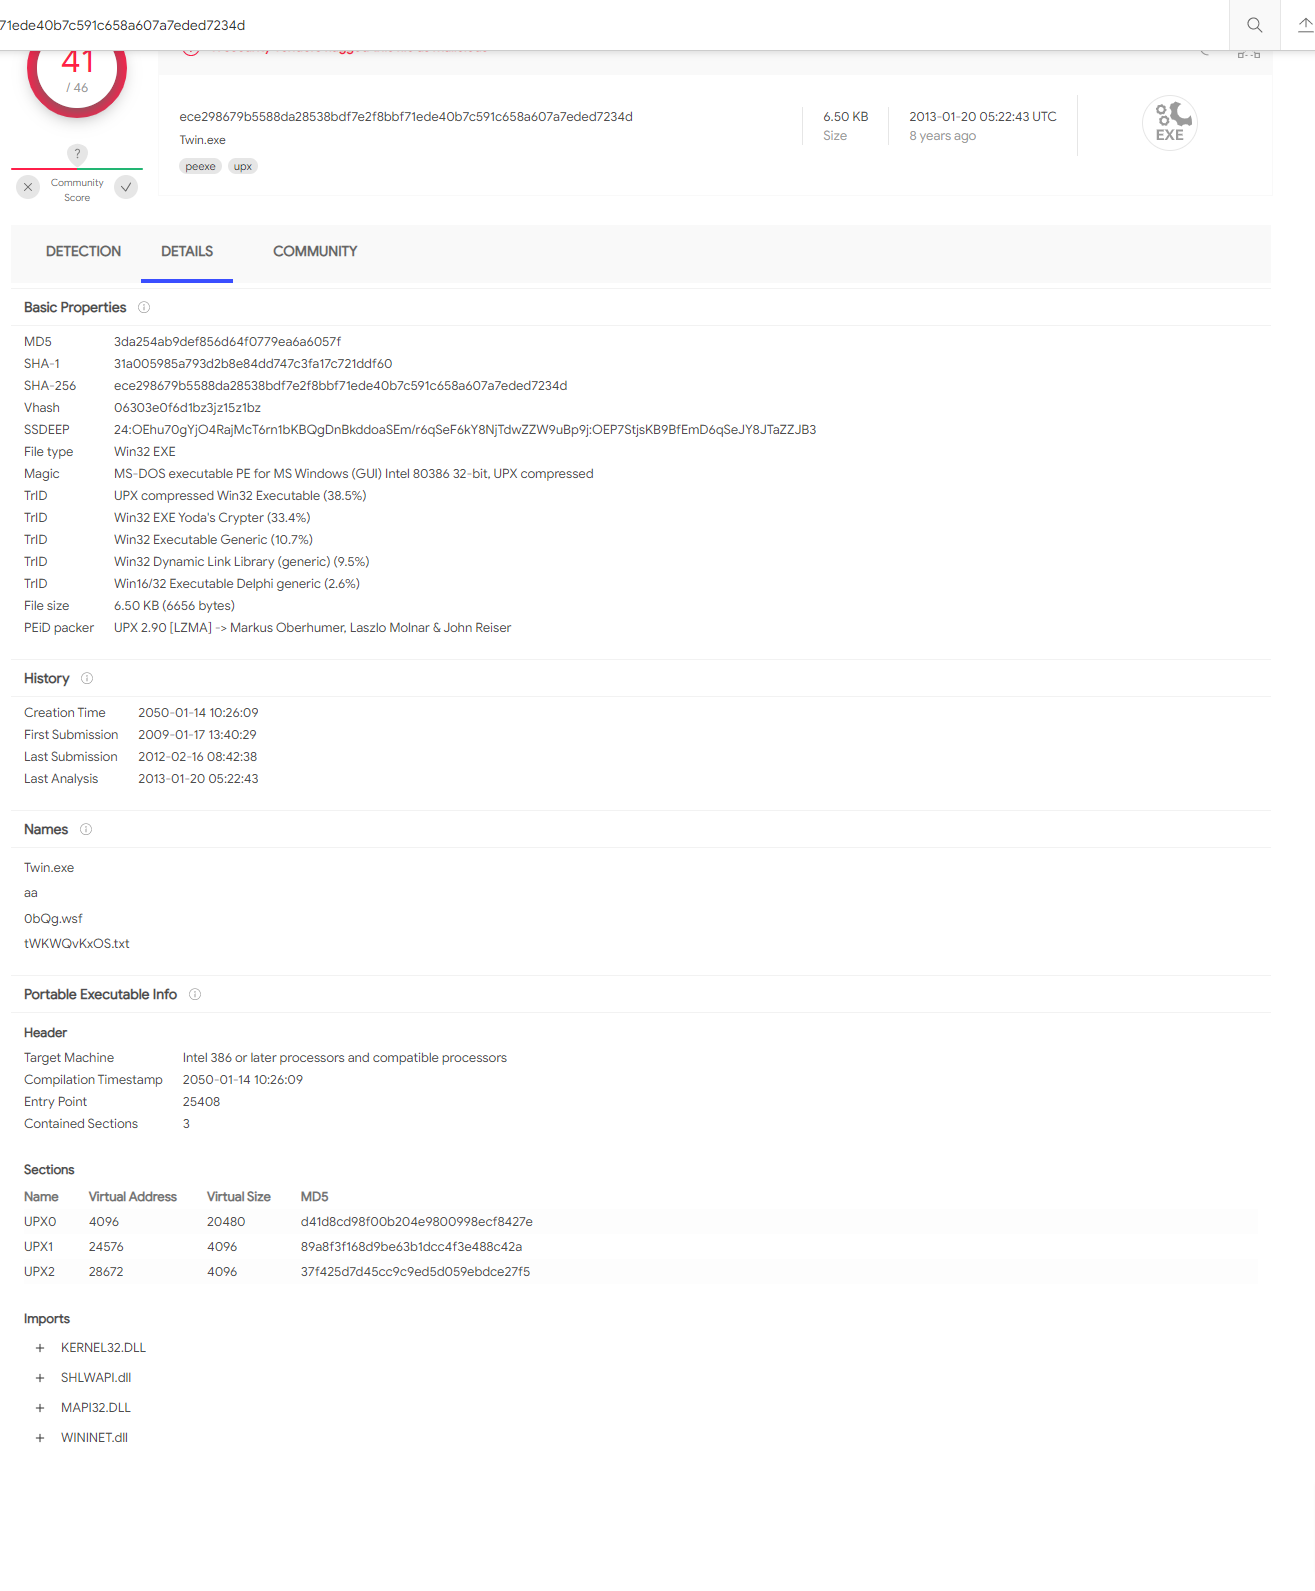 71ede40b7c591c658a607a7eded7234d
41
/ 46
ece298679b5588da28538bdf7e2f8bbf71ede40b7c591c658a607a7eded7234d
Twin.exe
peexe upx
6.50 KB
Size
2013-01-20 05:22:43 UTC
8 years ago
EXE
?
Community
Score
DETECTION DETAILS COMMUNITY
Basic Properties
MD5 3da254ab9def856d64f0779ea6a6057f
SHA-1 31a005985a793d2b8e84dd747c3fa17c721ddf60
SHA-256 ece298679b5588da28538bdf7e2f8bbf71ede40b7c591c658a607a7eded7234d
Vhash 06303e0f6d1bz3jz15z1bz
SSDEEP 24:OEhu70gYjO4RajMcT6rn1bKBQgDnBkddoaSEm/r6qSeF6kY8NjTdwZZW9uBp9j:OEP7StjsKB9BfEmD6qSeJY8JTaZZJB3
File type Win32 EXE
Magic MS-DOS executable PE for MS Windows (GUI) Intel 80386 32-bit, UPX compressed
TrID UPX compressed Win32 Executable (38.5%)
TrID Win32 EXE Yoda's Crypter (33.4%)
TrID Win32 Executable Generic (10.7%)
TrID Win32 Dynamic Link Library (generic) (9.5%)
TrID Win16/32 Executable Delphi generic (2.6%)
File size 6.50 KB (6656 bytes)
PEiD packer UPX 2.90 [LZMA] -> Markus Oberhumer, Laszlo Molnar & John Reiser
History
Creation Time 2050-01-14 10:26:09
First Submission 2009-01-17 13:40:29
Last Submission 2012-02-16 08:42:38
Last Analysis 2013-01-20 05:22:43
Names
Twin.exe
aa
0bQg.wsf
tWKWQvKxOS.txt
Portable Executable Info
Header
Target Machine Intel 386 or later processors and compatible processors
Compilation Timestamp 2050-01-14 10:26:09
Entry Point 25408
Contained Sections 3
Sections
Name Virtual Address Virtual Size MD5
UPX0 4096 20480 d41d8cd98f00b204e9800998ecf8427e
UPX1 24576 4096 89a8f3f168d9be63b1dcc4f3e488c42a
UPX2 28672 4096 37f425d7d45cc9c9ed5d059ebdce27f5
Imports
+ KERNEL32.DLL
+ SHLWAPI.dll
+ MAPI32.DLL
+ WININET.dll